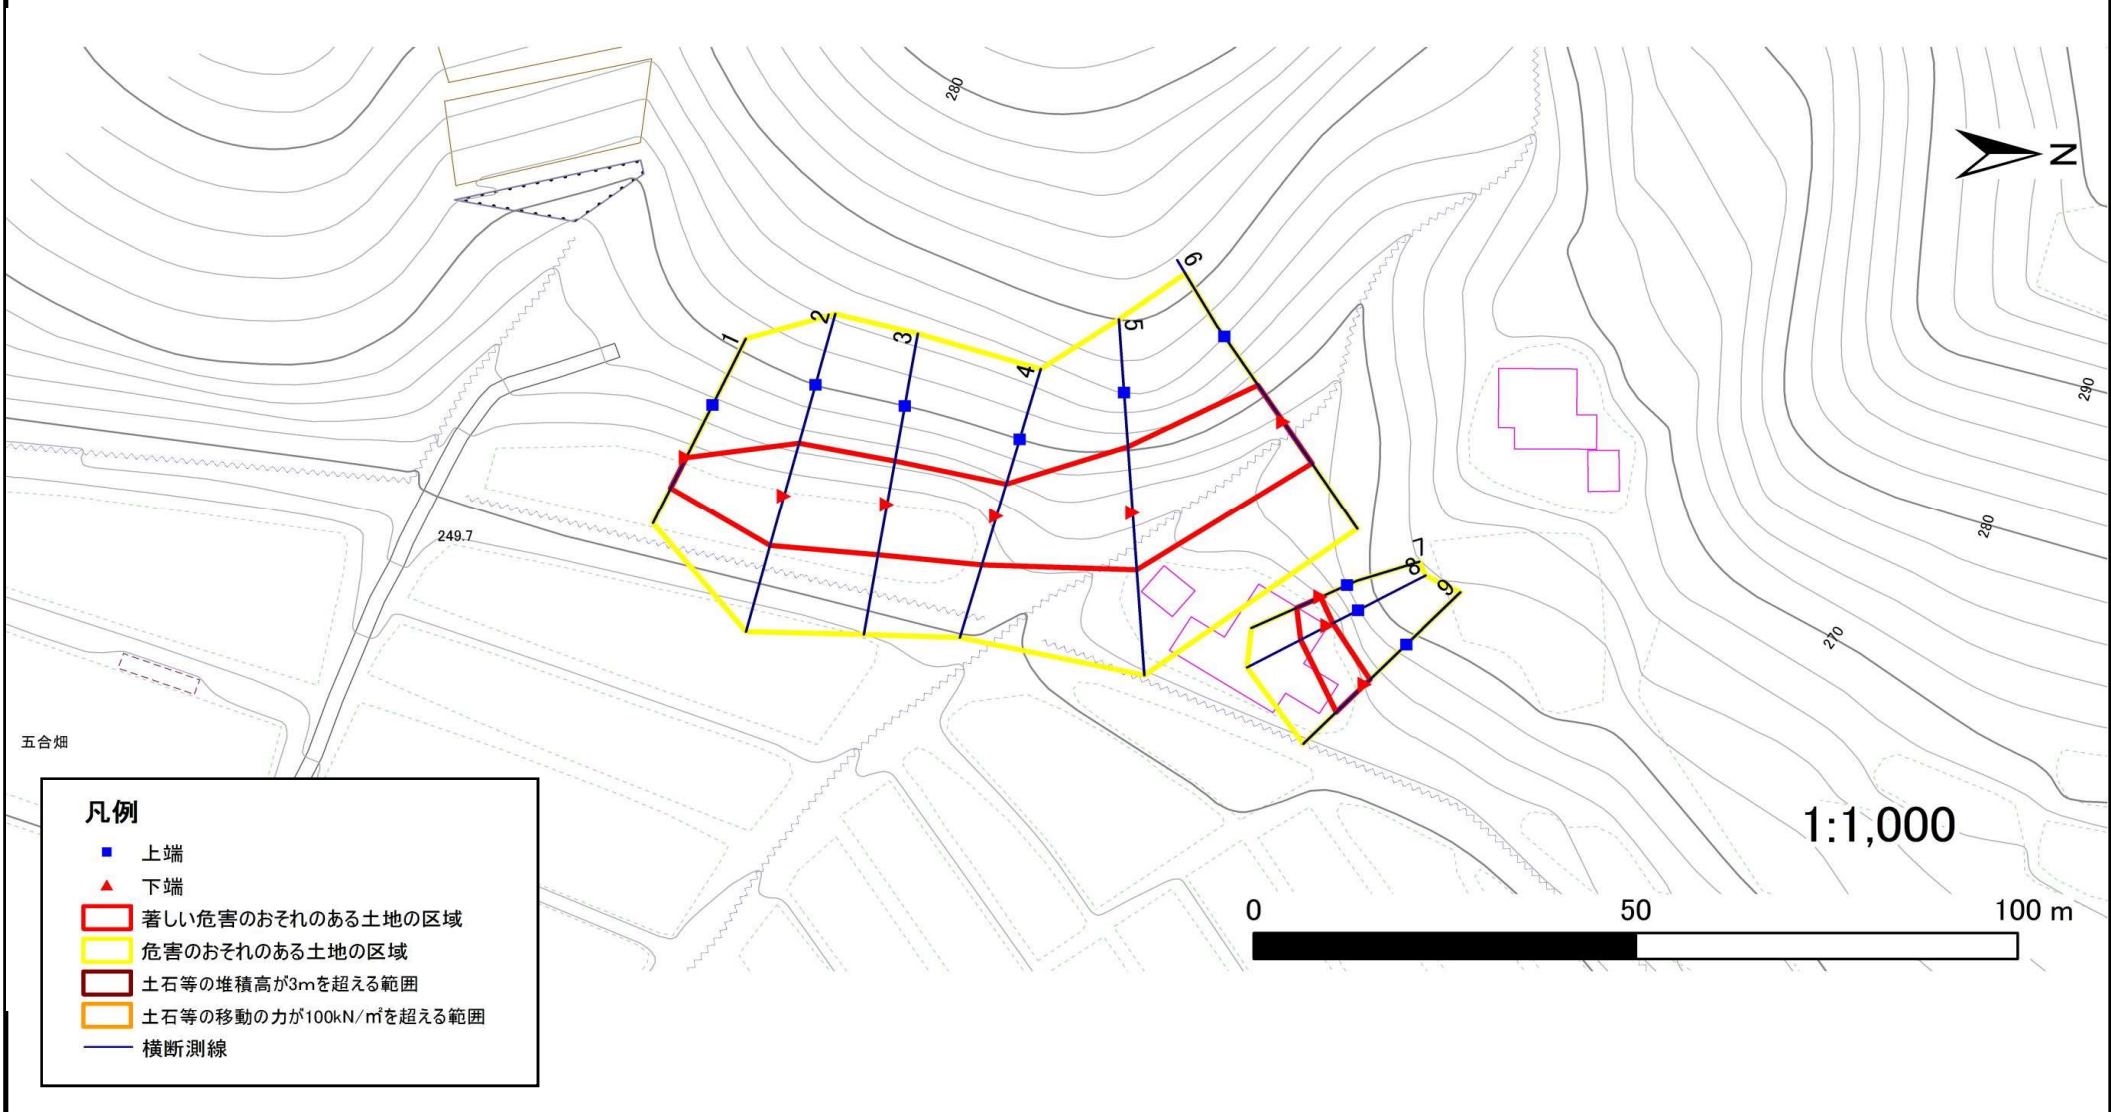 280
N
1
2
3
4
5
6
7
8
9
290
280
270
249.7
五合畑
凡例
上端
下端
著しい危害のおそれのある土地の区域
危害のおそれのある土地の区域
土石等の堆積高が3mを超える範囲
土石等の移動の力が100kN/㎡を超える範囲
横断測線
1:1,000
0 50 100 m